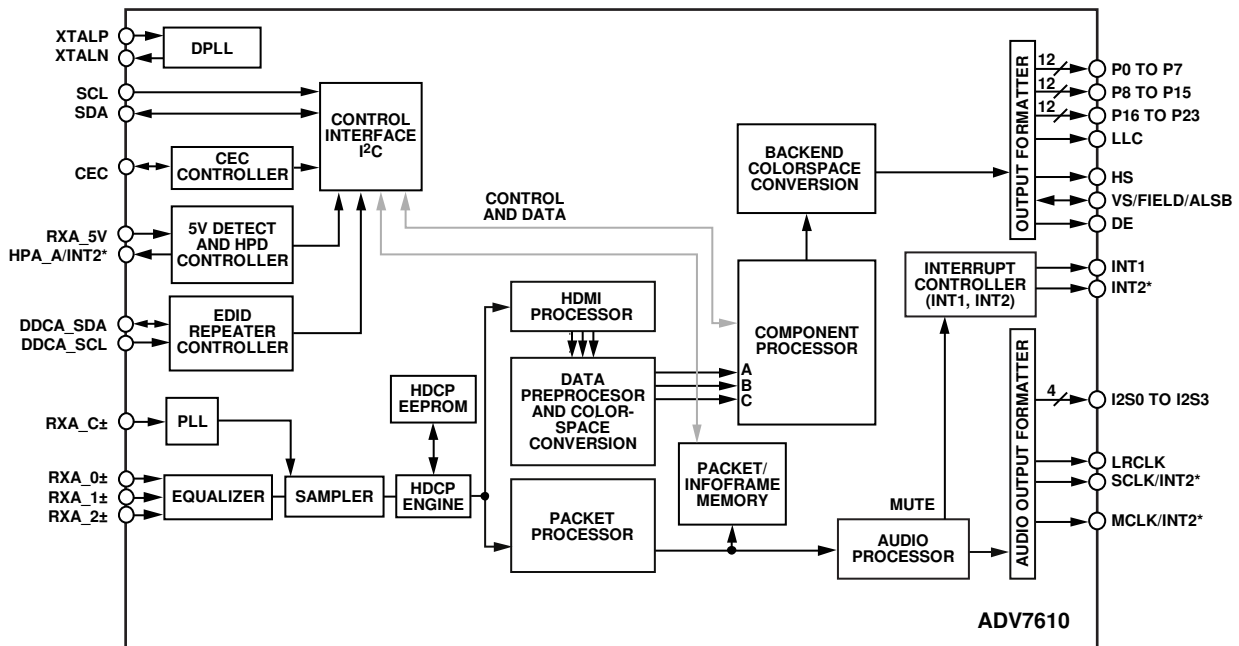 XTALP
XTALN
DPLL
SCL
SDA
CONTROL
INTERFACE
I2C
CEC
CEC
CONTROLLER
RXA_5V
HPA_A/INT2*
5V DETECT
AND HPD
CONTROLLER
DDCA_SDA
DDCA_SCL
EDID
REPEATER
CONTROLLER
RXA_C±
PLL
RXA_0±
RXA_1±
RXA_2±
EQUALIZER
SAMPLER
HDCP
EEPROM
HDCP
ENGINE
CONTROL
AND DATA
HDMI
PROCESSOR
DATA
PREPROCESOR
AND COLOR-
SPACE
CONVERSION
PACKET
PROCESSOR
A
B
C
COMPONENT
PROCESSOR
BACKEND
COLORSPACE
CONVERSION
PACKET/
INFOFRAME
MEMORY
MUTE
AUDIO
PROCESSOR
INTERRUPT
CONTROLLER
(INT1, INT2)
OUTPUT FORMATTER
12
P0 TO P7
12
P8 TO P15
12
P16 TO P23
LLC
HS
VS/FIELD/ALSB
DE
INT1
INT2*
AUDIO OUTPUT FORMATTER
4
I2S0 TO I2S3
LRCLK
SCLK/INT2*
MCLK/INT2*
ADV7610